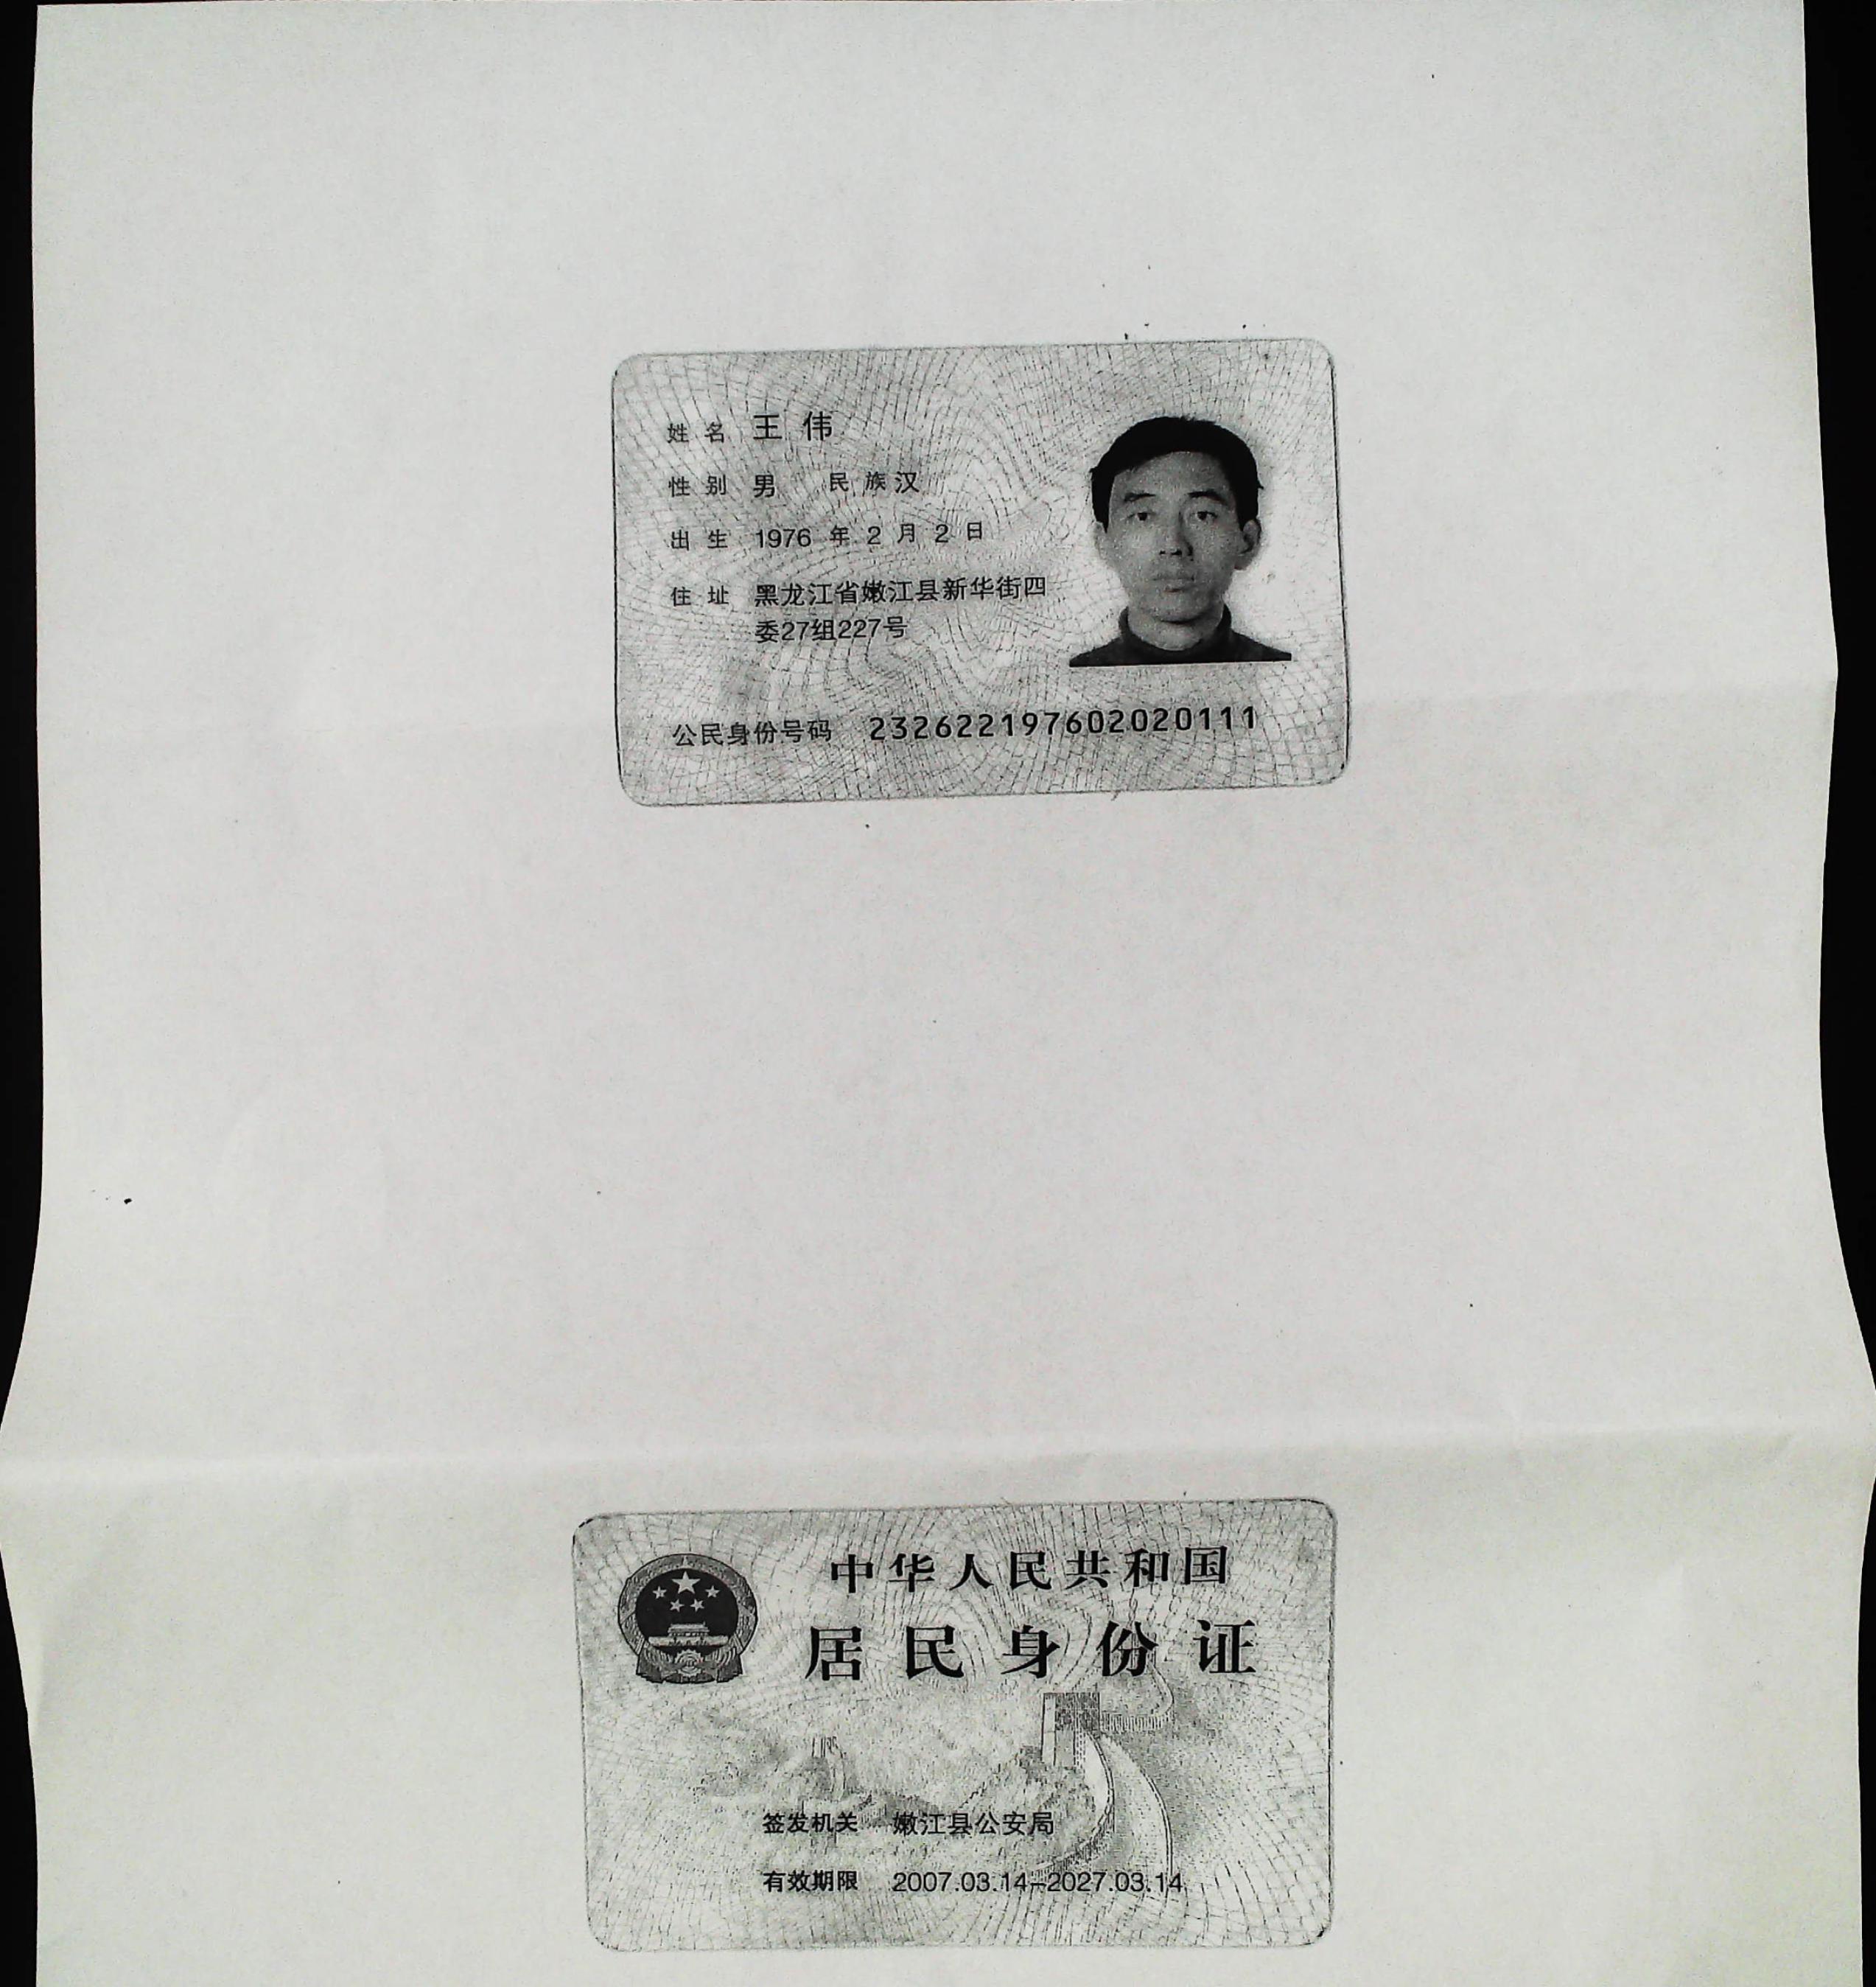 姓名 王伟
性别 男 民族汉
出生 1976 年 2 月 2 日
住址 黑龙江省嫩江县新华街四
委27组227号
公民身份号码 232622197602020111
中华人民共和国
居民身份证
签发机关 嫩江县公安局
有效期限 2007.03.14-2027.03.14